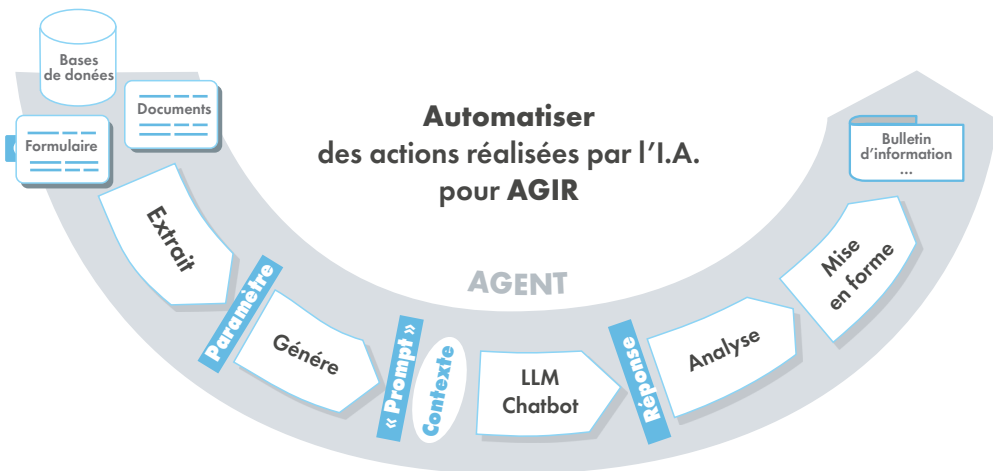 Bases
de donées
Documents
Formulaire
Automatiser
des actions réalisées par l’I.A.
pour AGIR
Bulletin
d’information
...
Extrait
Paramètre
Génére
« Prompt »
Contexte
AGENT
LLM
Chatbot
Réponse
Analyse
Mise
en forme